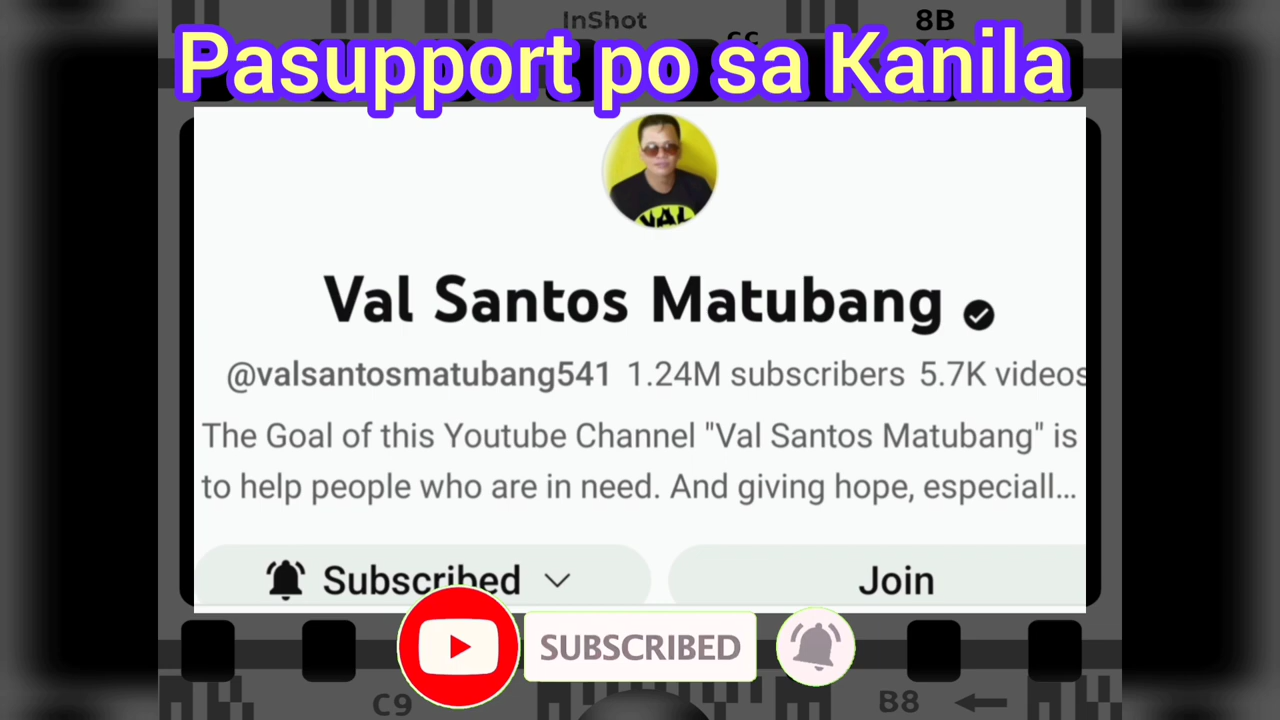 InShot
8B
Pasupport po sa Kanila
VAL
Val Santos Matubang
@valsantosmatubang541 1.24M subscribers 5.7K videos
The Goal of this Youtube Channel "Val Santos Matubang" is
to help people who are in need. And giving hope, especiall...
Subscribed
Join
SUBSCRIBED
C9
B8